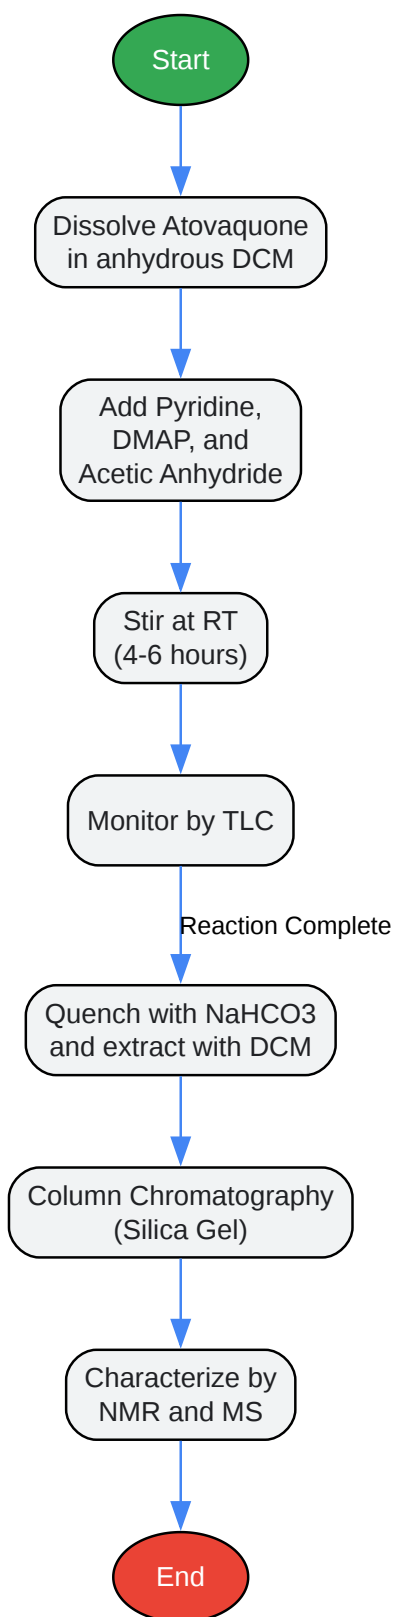 Start
Dissolve Atovaquone
in anhydrous DCM
Add Pyridine,
DMAP, and
Acetic Anhydride
Stir at RT
(4-6 hours)
Monitor by TLC
Reaction Complete
Quench with NaHCO3
and extract with DCM
Column Chromatography
(Silica Gel)
Characterize by
NMR and MS
End